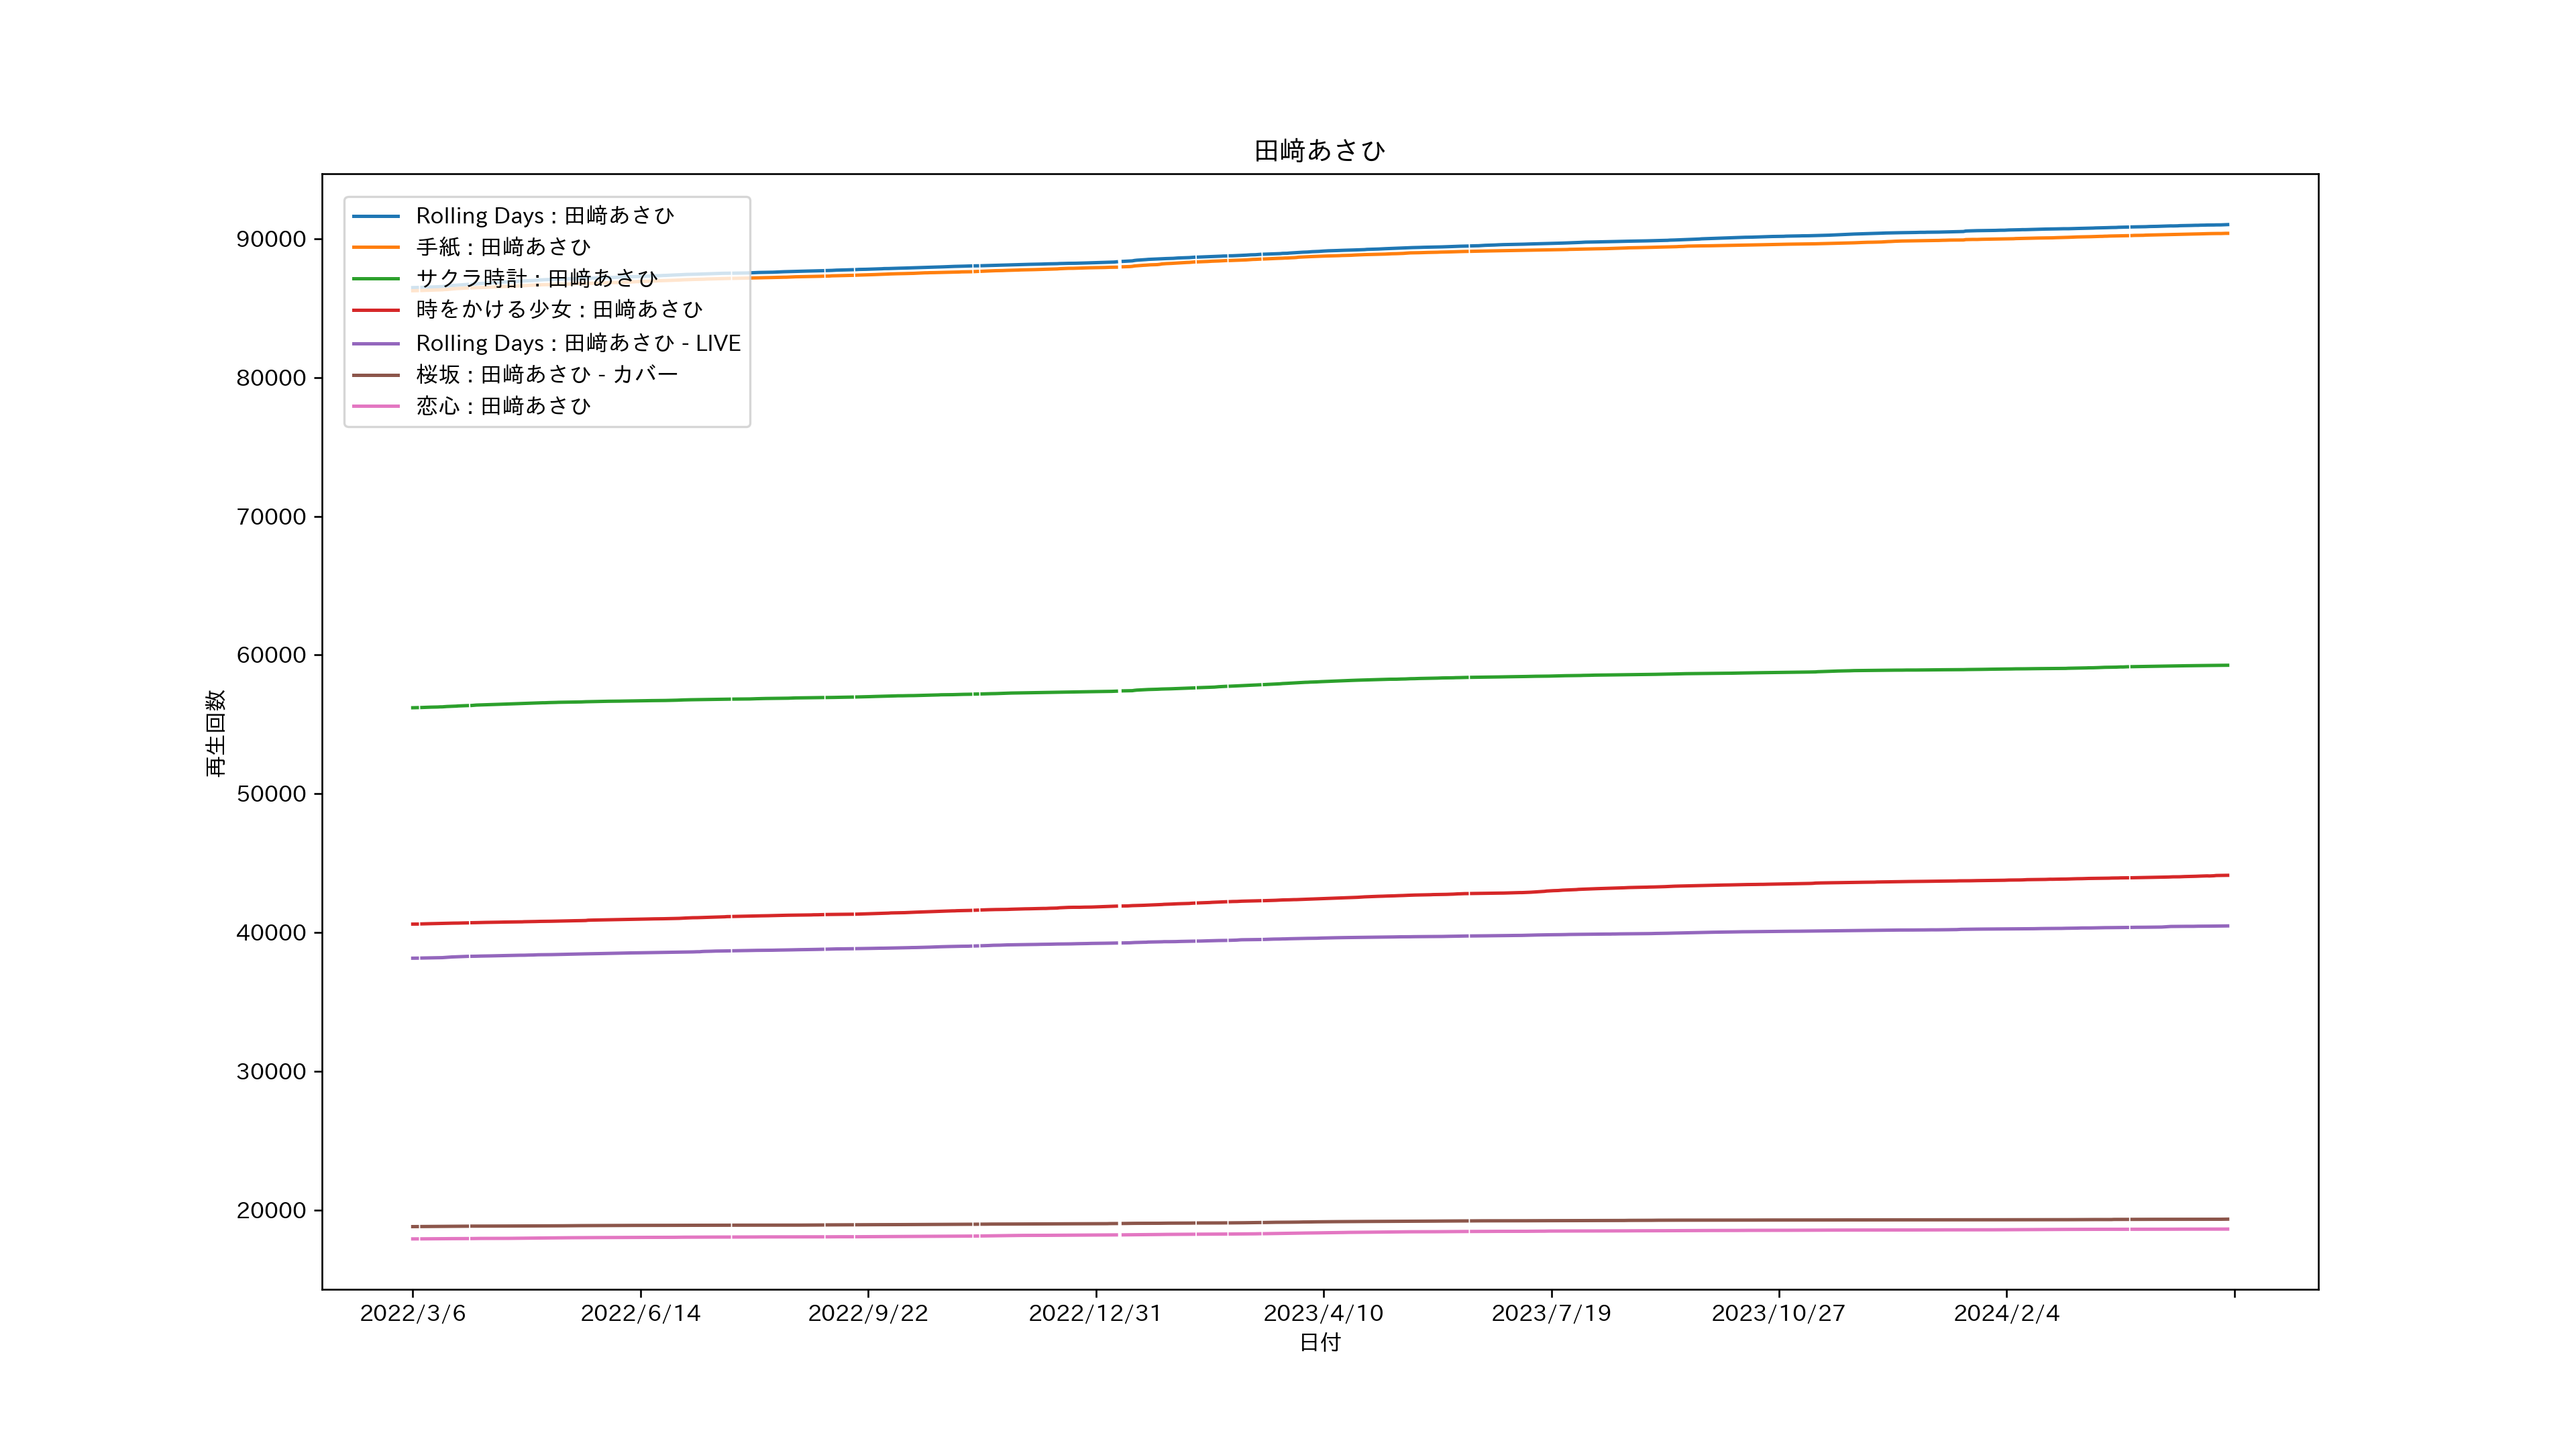 田﨑あさひ
Rolling Days : 田﨑あさひ
手紙 : 田﨑あさひ
サクラ時計 : 田﨑あさひ
時をかける少女 : 田﨑あさひ
Rolling Days : 田﨑あさひ - LIVE
桜坂 : 田﨑あさひ - カバー
恋心 : 田﨑あさひ
90000
80000
70000
60000
50000
40000
30000
20000
再生回数
2022/3/6
2022/6/14
2022/9/22
2022/12/31
2023/4/10
2023/7/19
2023/10/27
2024/2/4
日付